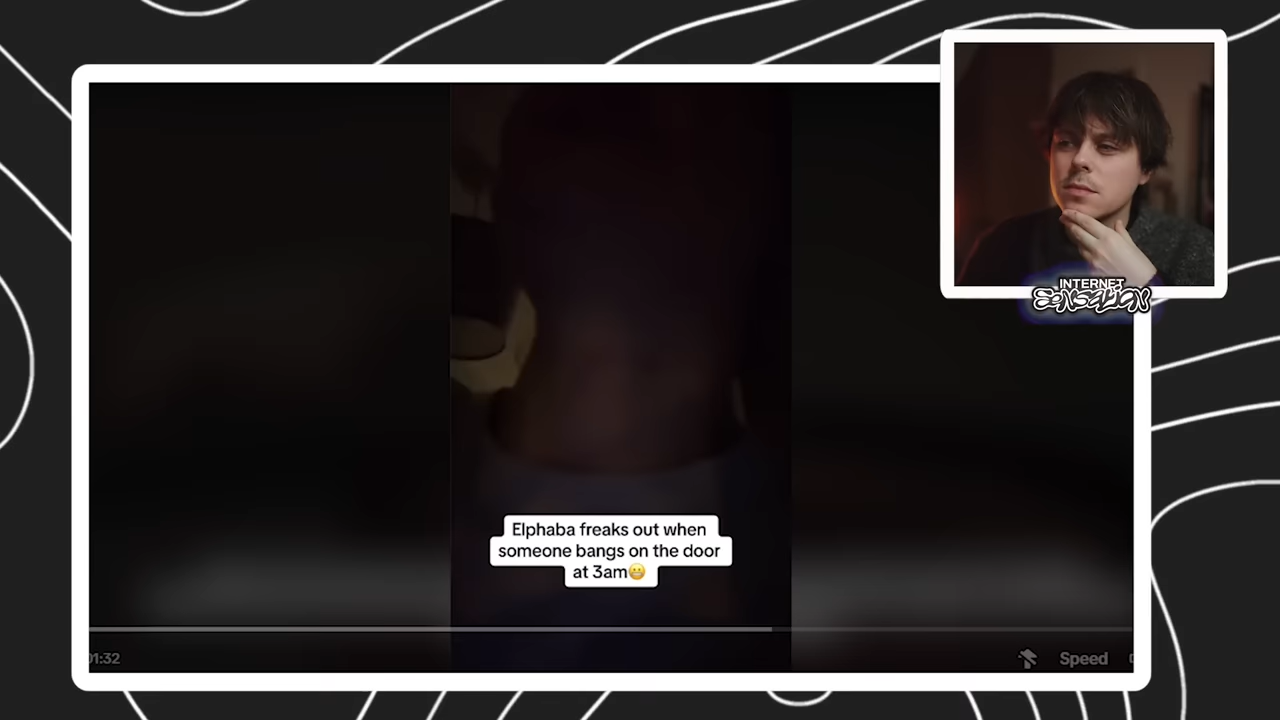 INTERNET
SENSATION
Elphaba freaks out when
someone bangs on the door
at 3am😬
01:32
Speed